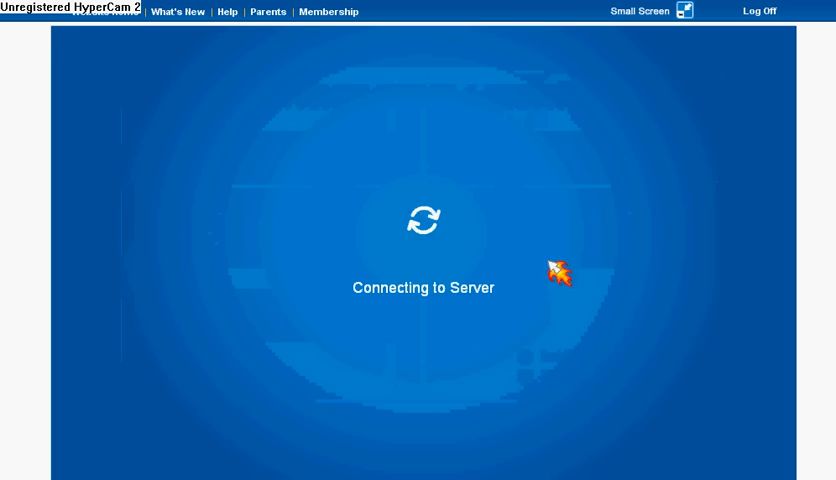 Unregistered HyperCam 2 | What's New | Help | Parents | Membership Small Screen Log Off
Connecting to Server